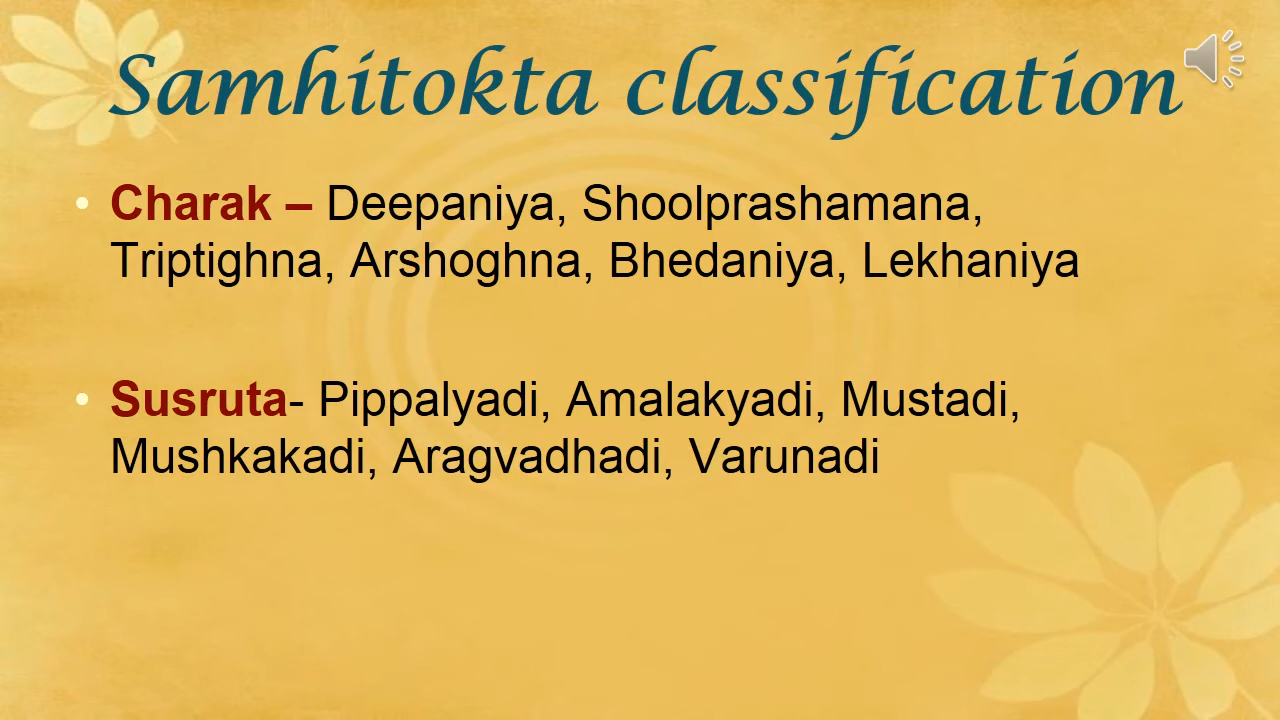 Samhitokta classification
• Charak – Deepaniya, Shoolprashamana,
Triptighna, Arshoghna, Bhedaniya, Lekhaniya
• Susruta- Pippalyadi, Amalakyadi, Mustadi,
Mushkakadi, Aragvadhadi, Varunadi